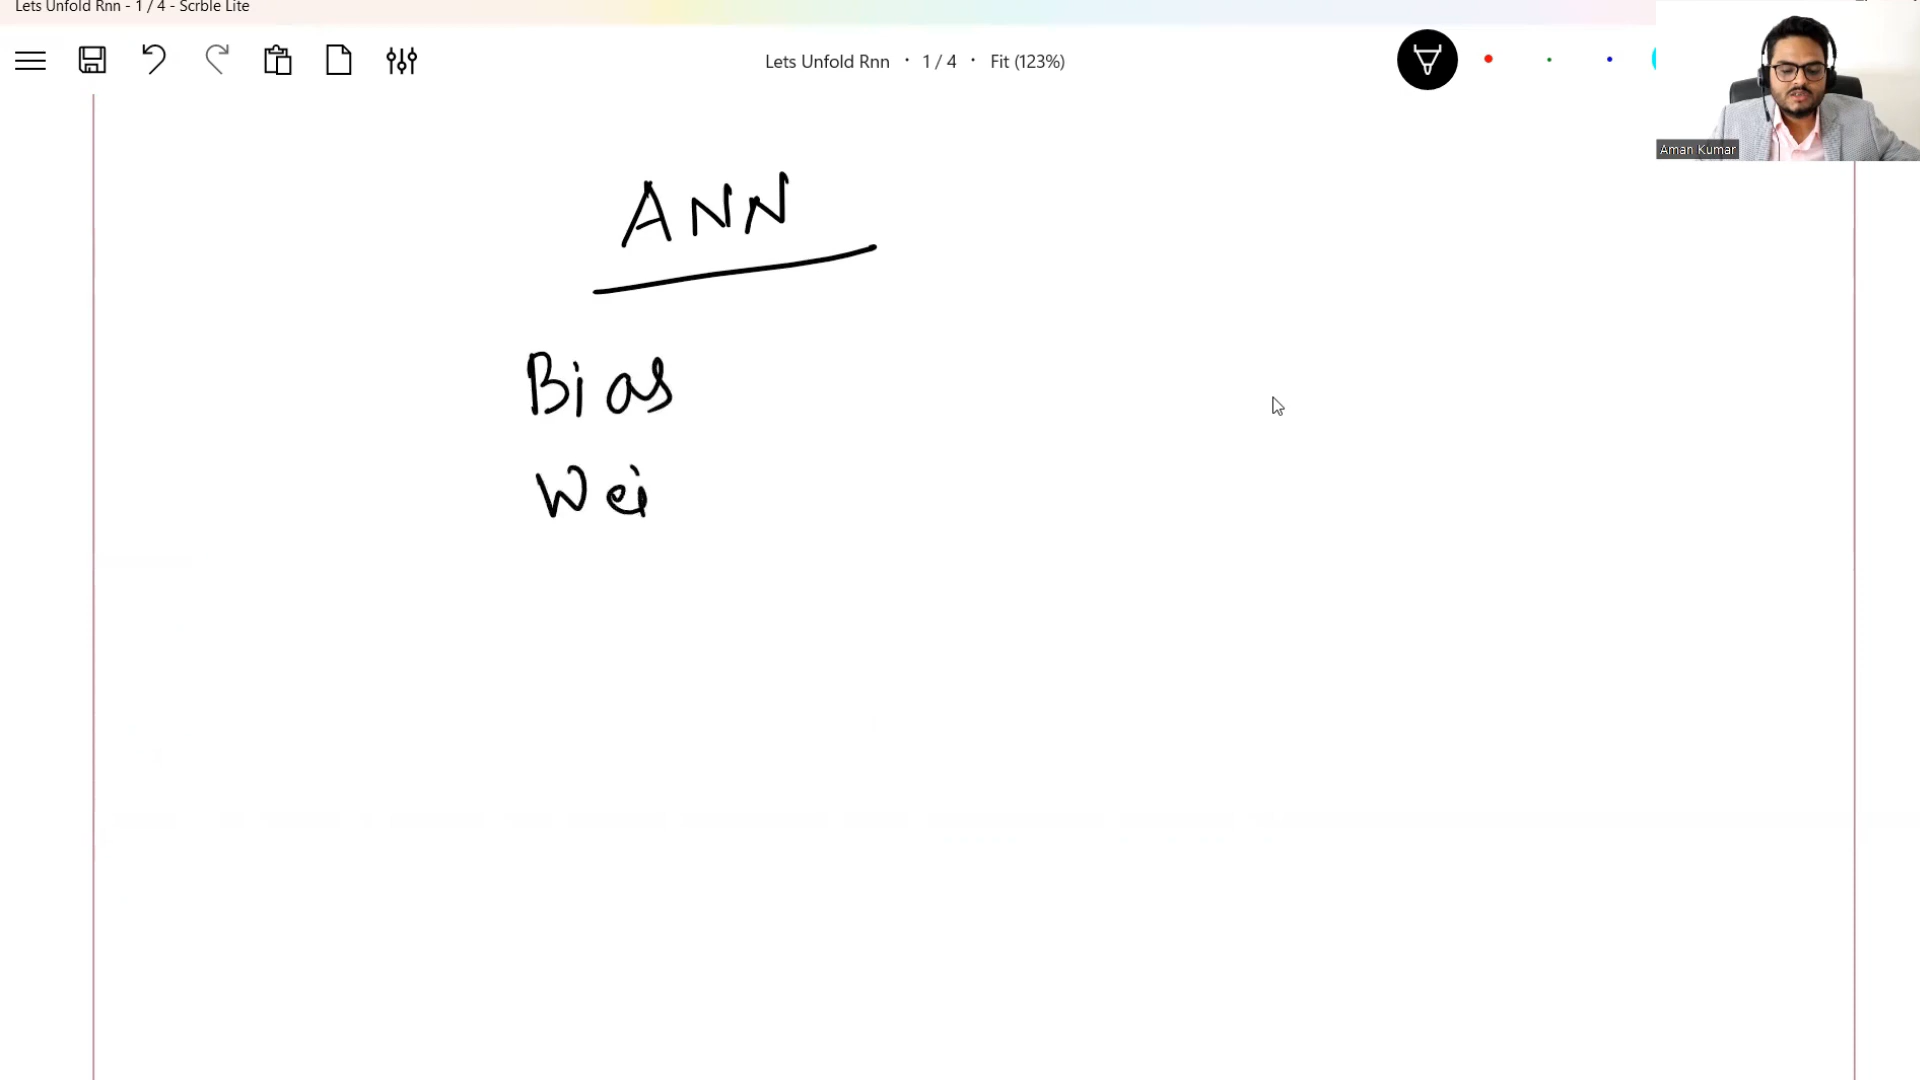 Lets Unfold Rnn - 1 / 4 - Scrble Lite
Lets Unfold Rnn · 1 / 4 · Fit (123%)
Aman Kumar
ANN
Bias
Wei